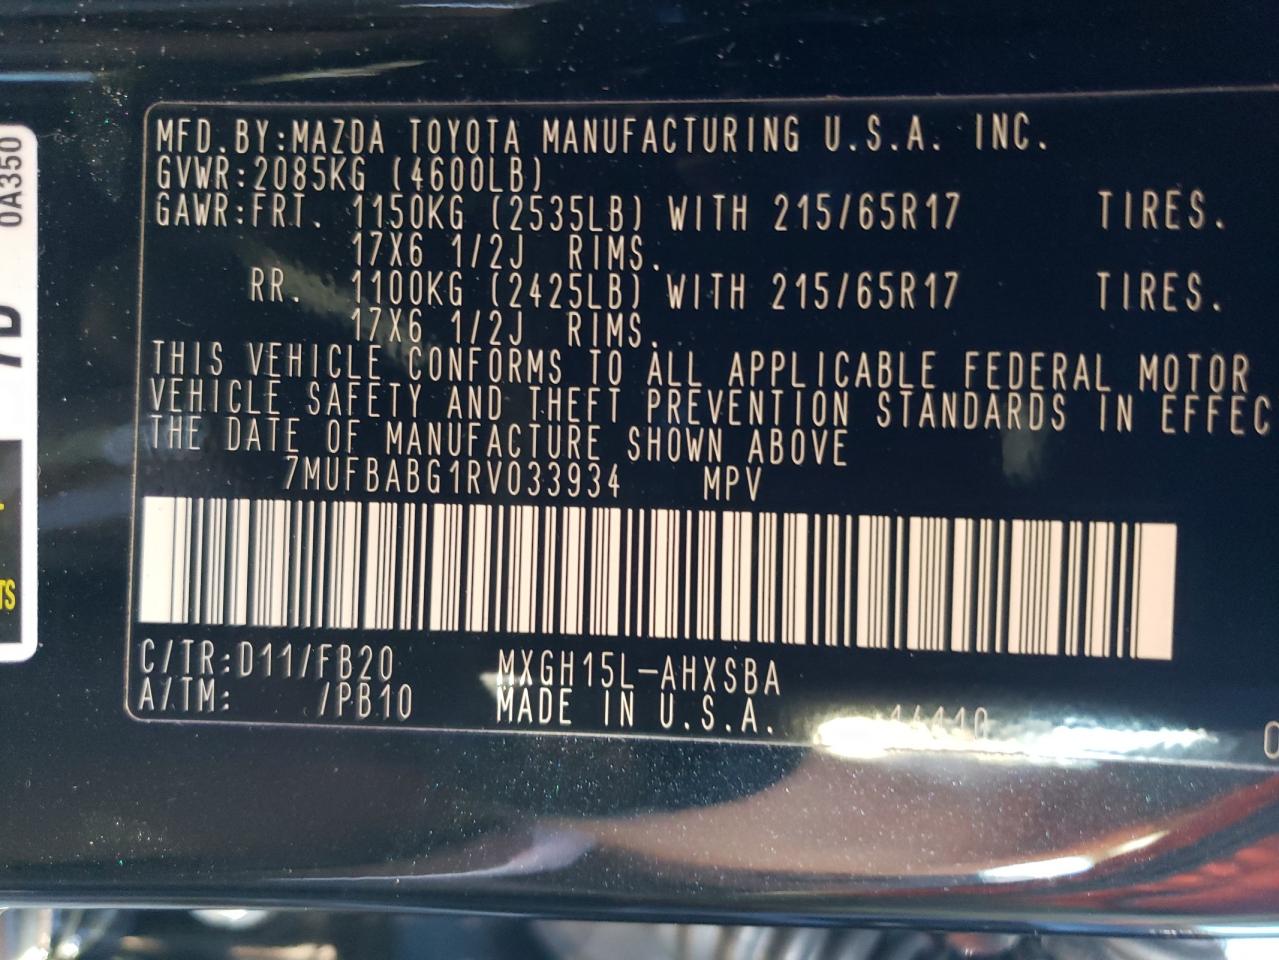 MFD.BY:MAZDA TOYOTA MANUFACTURING U.S.A. INC.
GVWR:2085KG (4600LB)
GAWR:FRT. 1150KG (2535LB) WITH 215/65R17 TIRES.
17X6 1/2J RIMS.
RR. 1100KG (2425LB) WITH 215/65R17 TIRES.
17X6 1/2J RIMS.
THIS VEHICLE CONFORMS TO ALL APPLICABLE FEDERAL MOTOR
VEHICLE SAFETY AND THEFT PREVENTION STANDARDS IN EFFEC
THE DATE OF MANUFACTURE SHOWN ABOVE
7MUFBABG1RV033934 MPV
C/TR:D11/FB20 MXGH15L-AHXSBA
A/TM: /PB10 MADE IN U.S.A.
0A350
TS